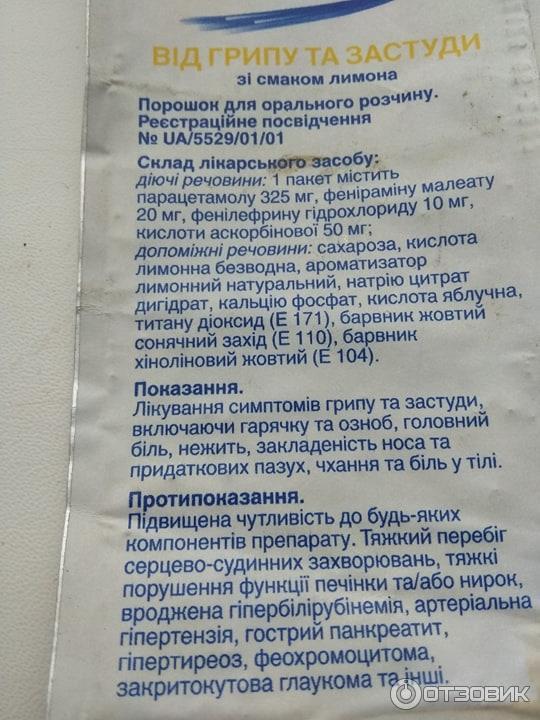 ВІД ГРИПУ ТА ЗАСТУДИ
зі смаком лимона
Порошок для орального розчину.
Реєстраційне посвідчення
№ UA/5529/01/01
Склад лікарського засобу:
діючі речовини: 1 пакет містить
парацетамолу 325 мг, феніраміну малеату
20 мг, фенілефрину гідрохлориду 10 мг,
кислоти аскорбінової 50 мг;
допоміжні речовини: сахароза, кислота
лимонна безводна, ароматизатор
лимонний натуральний, натрію цитрат
дигідрат, кальцію фосфат, кислота яблучна,
титану діоксид (Е 171), барвник жовтий
сонячний захід (Е 110), барвник
хіноліновий жовтий (Е 104).
Показання.
Лікування симптомів грипу та застуди,
включаючи гарячку та озноб, головний
біль, нежить, закладеність носа та
придаткових пазух, чхання та біль у тілі.
Протипоказання.
Підвищена чутливість до будь-яких
компонентів препарату. Тяжкий перебіг
серцево-судинних захворювань, тяжкі
порушення функції печінки та/або нирок,
вроджена гіпербілірубінемія, артеріальна
гіпертензія, гострий панкреатит,
гіпертиреоз, феохромоцитома,
закритокутова глаукома та інші.
ОТЗОВИК